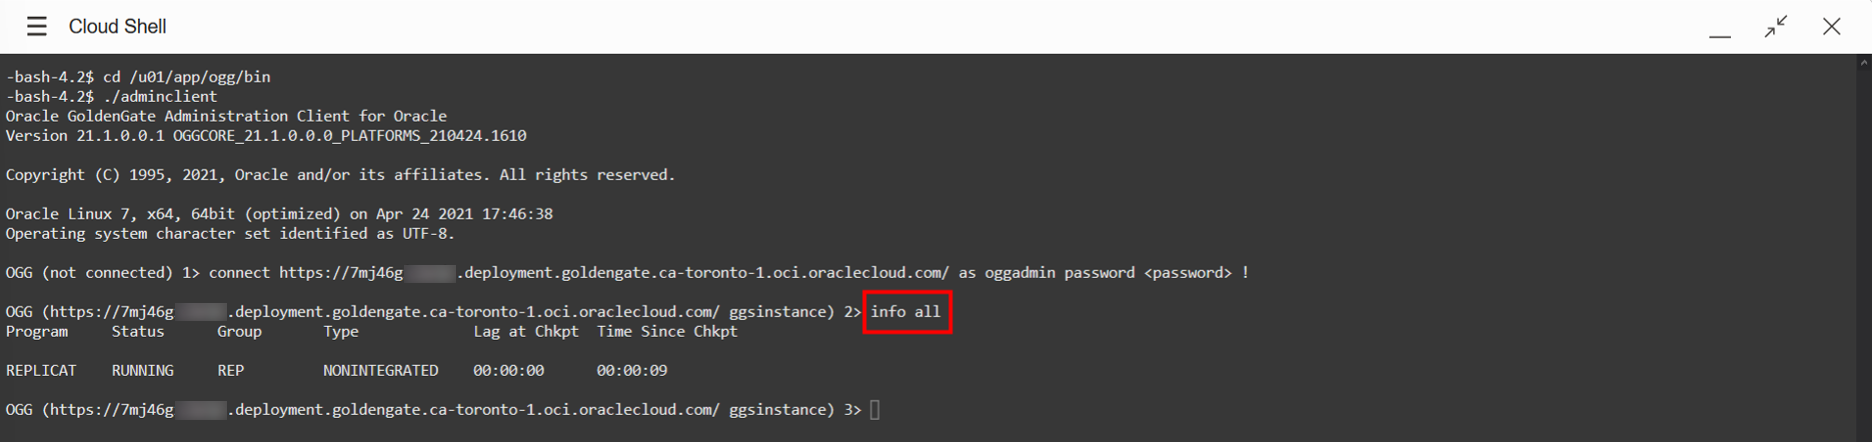 Cloud Shell
-bash-4.2$ cd /u01/app/ogg/bin
-bash-4.2$ ./adminclient
Oracle GoldenGate Administration Client for Oracle
Version 21.1.0.0.1 OGGCORE_21.1.0.0.0_PLATFORMS_210424.1610
Copyright (C) 1995, 2021, Oracle and/or its affiliates. All rights reserved.
Oracle Linux 7, x64, 64bit (optimized) on Apr 24 2021 17:46:38
Operating system character set identified as UTF-8.
OGG (not connected) 1> connect https://7mj46g .deployment.goldengate.ca-toronto-1.oci.oraclecloud.com/ as oggadmin password <password> !
OGG (https://7mj46g .deployment.goldengate.ca-toronto-1.oci.oraclecloud.com/ ggsinstance) 2> info all
Program Status Group Type Lag at Chkpt Time Since Chkpt
REPLICAT RUNNING REP NONINTEGRATED 00:00:00 00:00:09
OGG (https://7mj46g .deployment.goldengate.ca-toronto-1.oci.oraclecloud.com/ ggsinstance) 3>